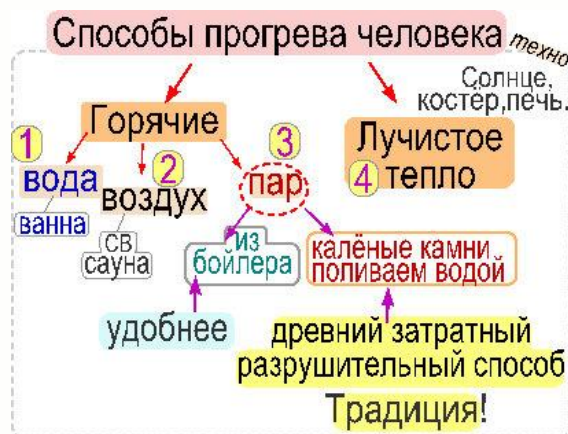 Способы прогрева человека
техно
Солнце,
костёр,печь.
Горячие
Лучистое
тепло
1
2
3
4
вода
ванна
воздух
СВ
сауна
пар
из
бойлера
калёные камни
поливаем водой
удобнее
древний затратный
разрушительный способ
Традиция!